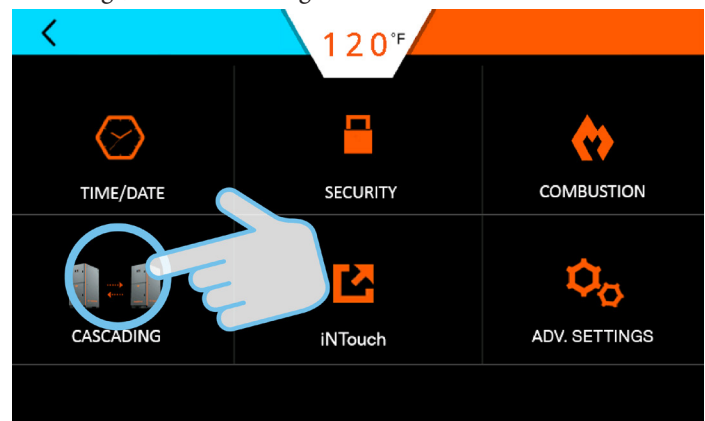 120°F
TIME/DATE
SECURITY
COMBUSTION
CASCADING
iNTouch
ADV. SETTINGS